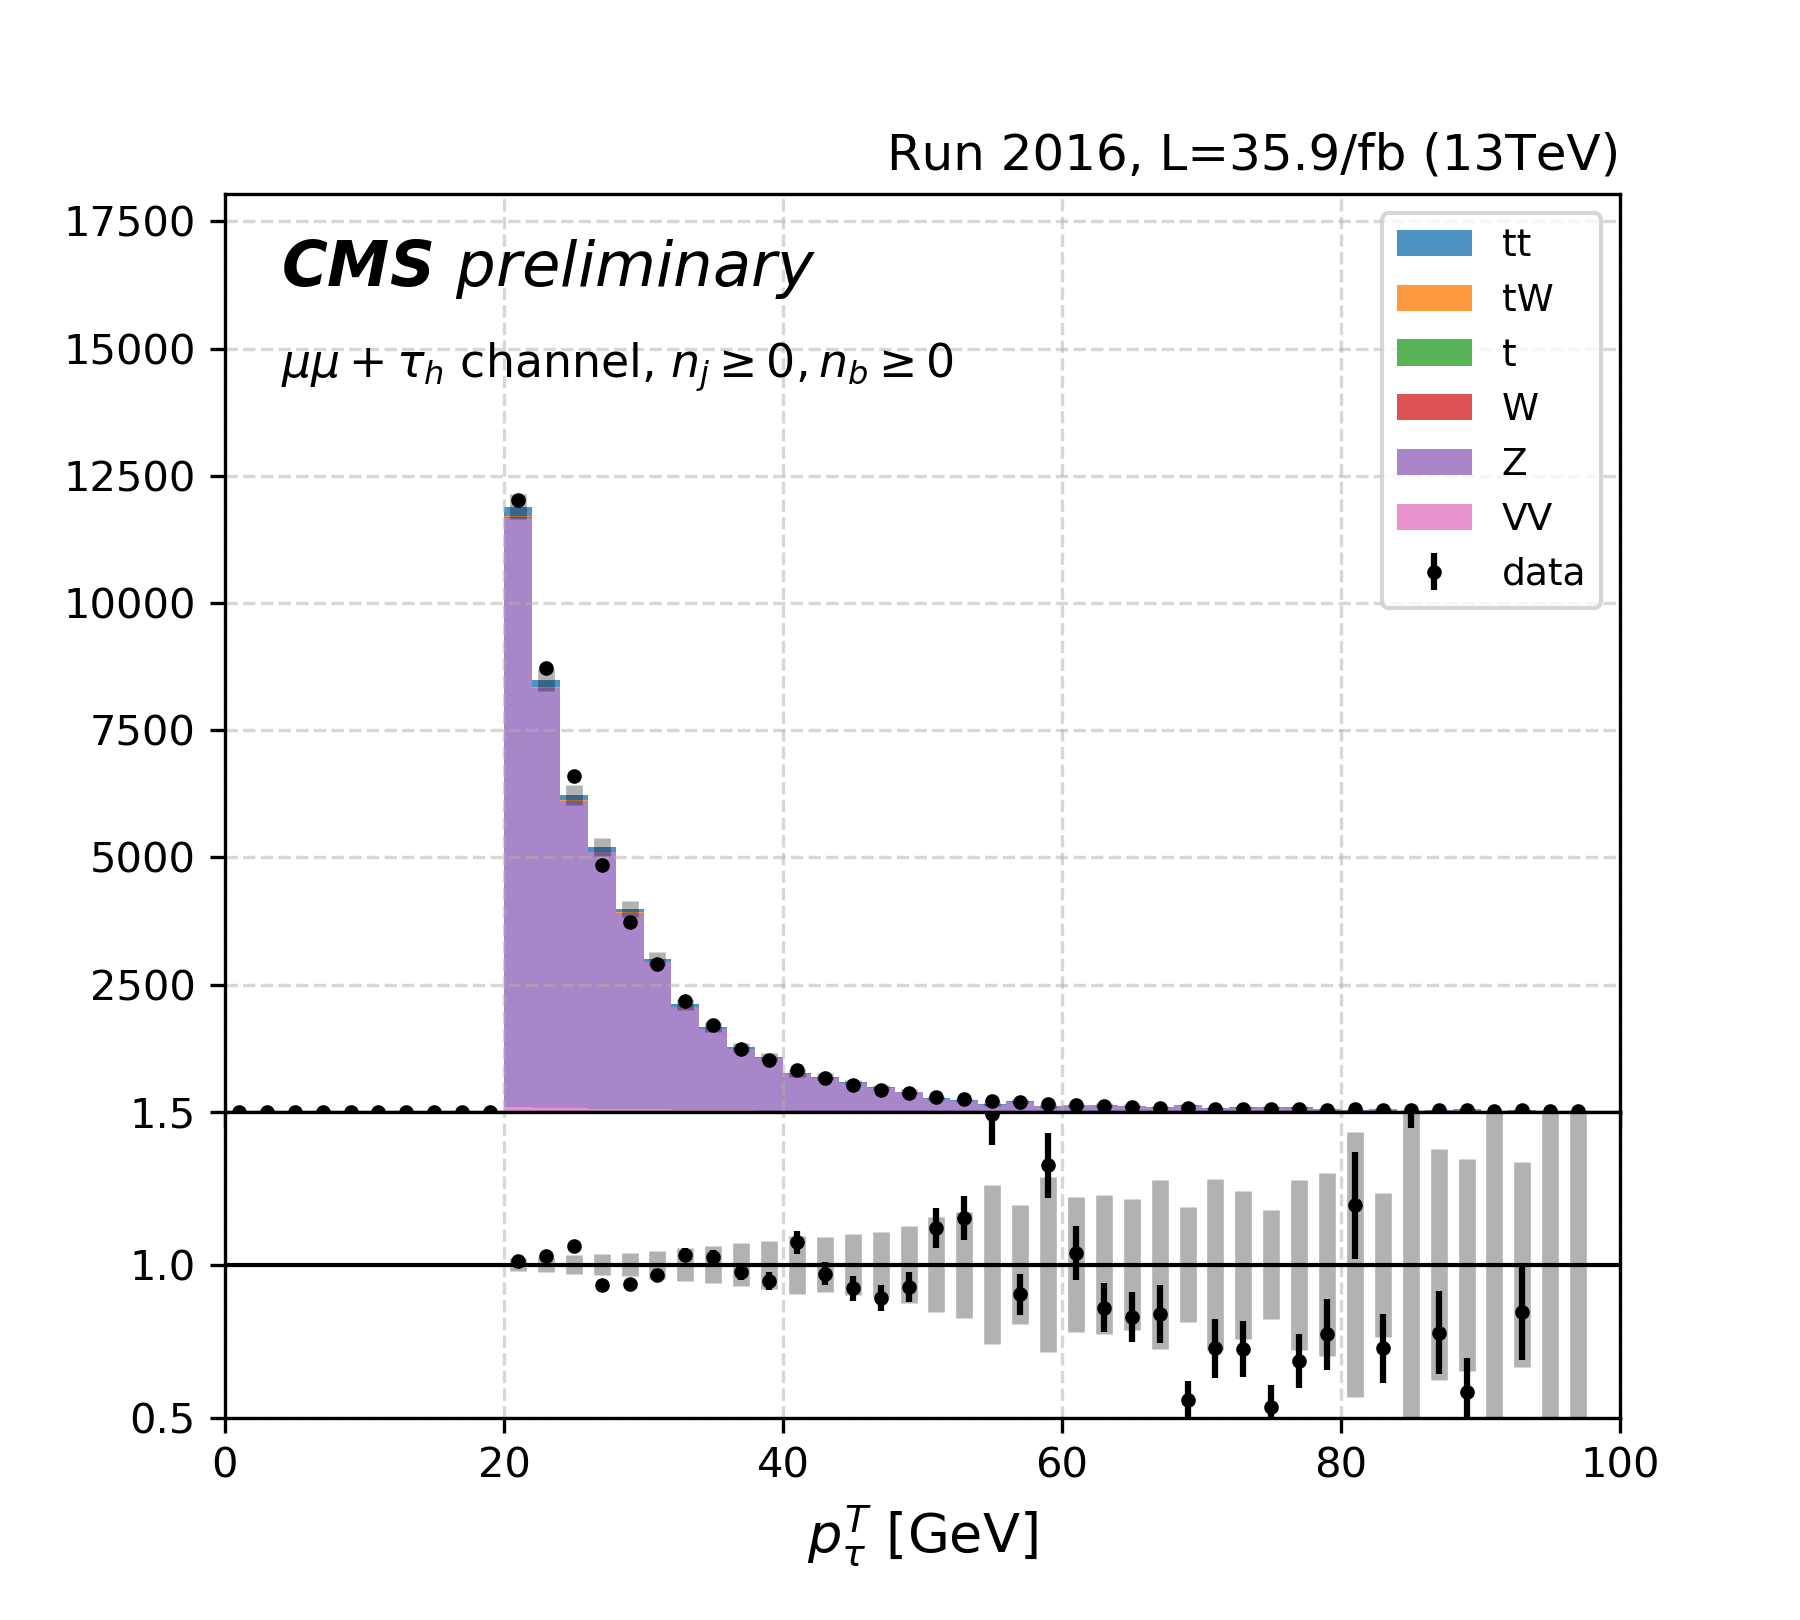 Run 2016, L=35.9/fb (13TeV)
CMS preliminary
μμ + τ_h channel, n_j ≥ 0, n_b ≥ 0
tt
tW
t
W
Z
VV
data
17500
15000
12500
10000
7500
5000
2500
1.5
1.0
0.5
0 20 40 60 80 100
p_τ^T [GeV]